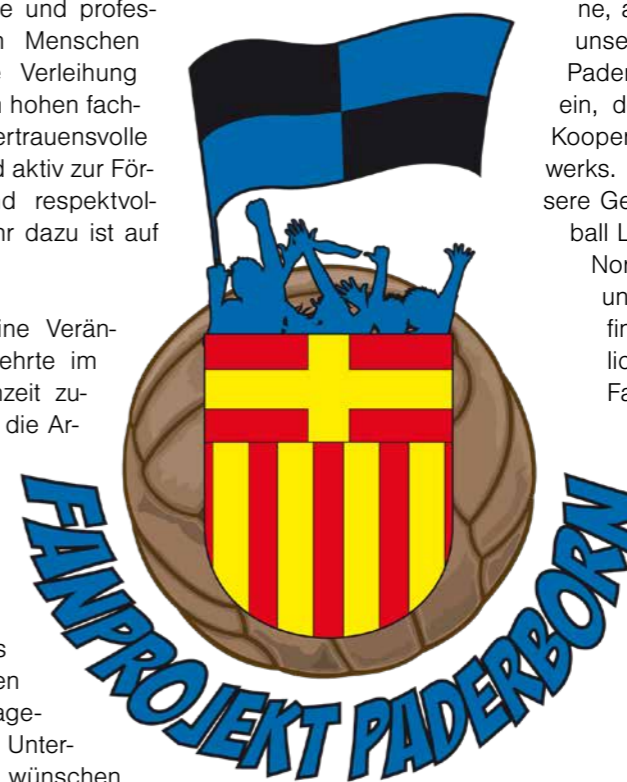 e und profes-
n Menschen
e Verleihung
n hohen fach-
ertrauensvolle
d aktiv zur För-
nd respektvol-
hr dazu ist auf
ine Verän-
ehrte im
nzeit zu-
die Ar-
s
en
age-
Unter-
wünschen
FANPROJEKT PADERBORN
ne, a
unse
Pader
ein, d
Kooper
werks.
sere Ge
ball L
Nor
un
fin
lic
Fa